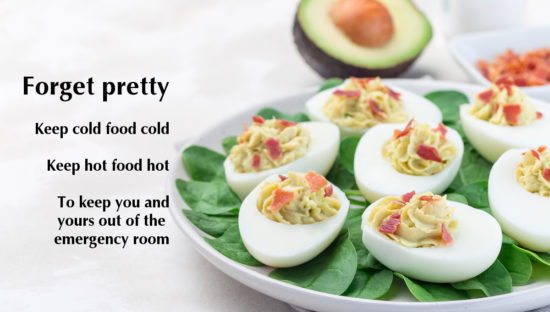 Forget pretty
Keep cold food cold
Keep hot food hot
To keep you and
yours out of the
emergency room